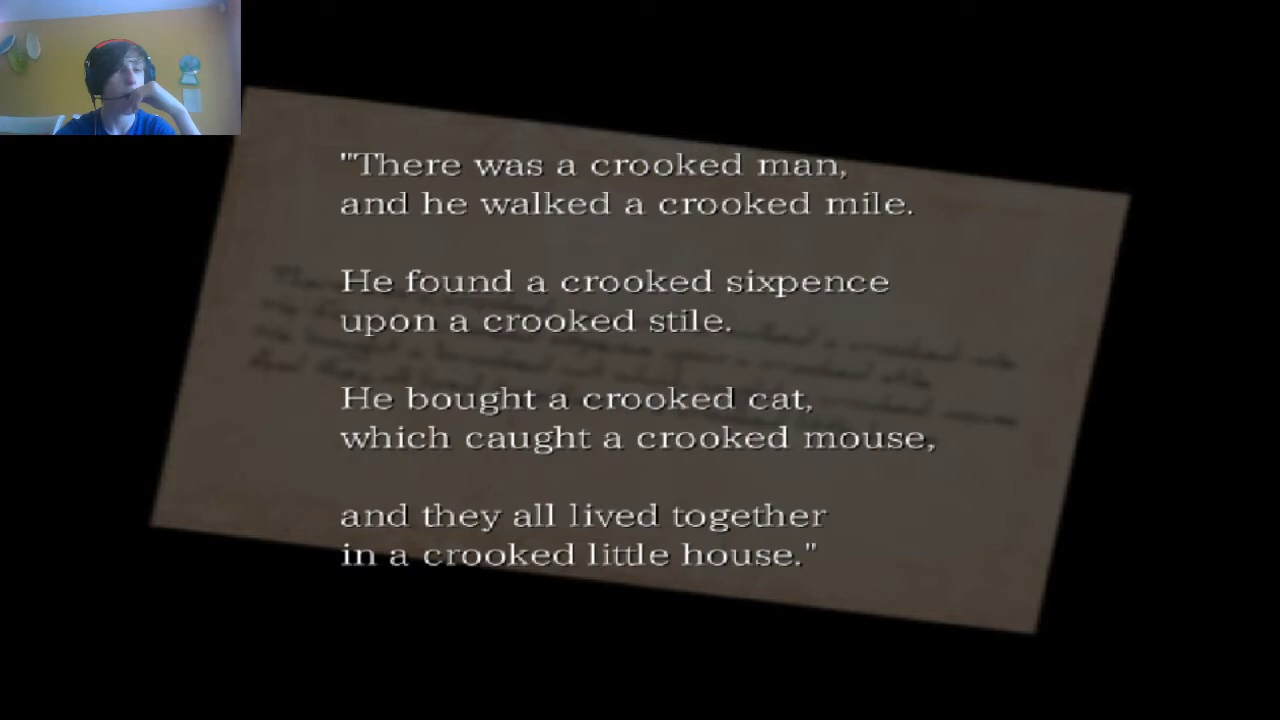 "There was a crooked man,
and he walked a crooked mile.
He found a crooked sixpence
upon a crooked stile.
He bought a crooked cat,
which caught a crooked mouse,
and they all lived together
in a crooked little house."